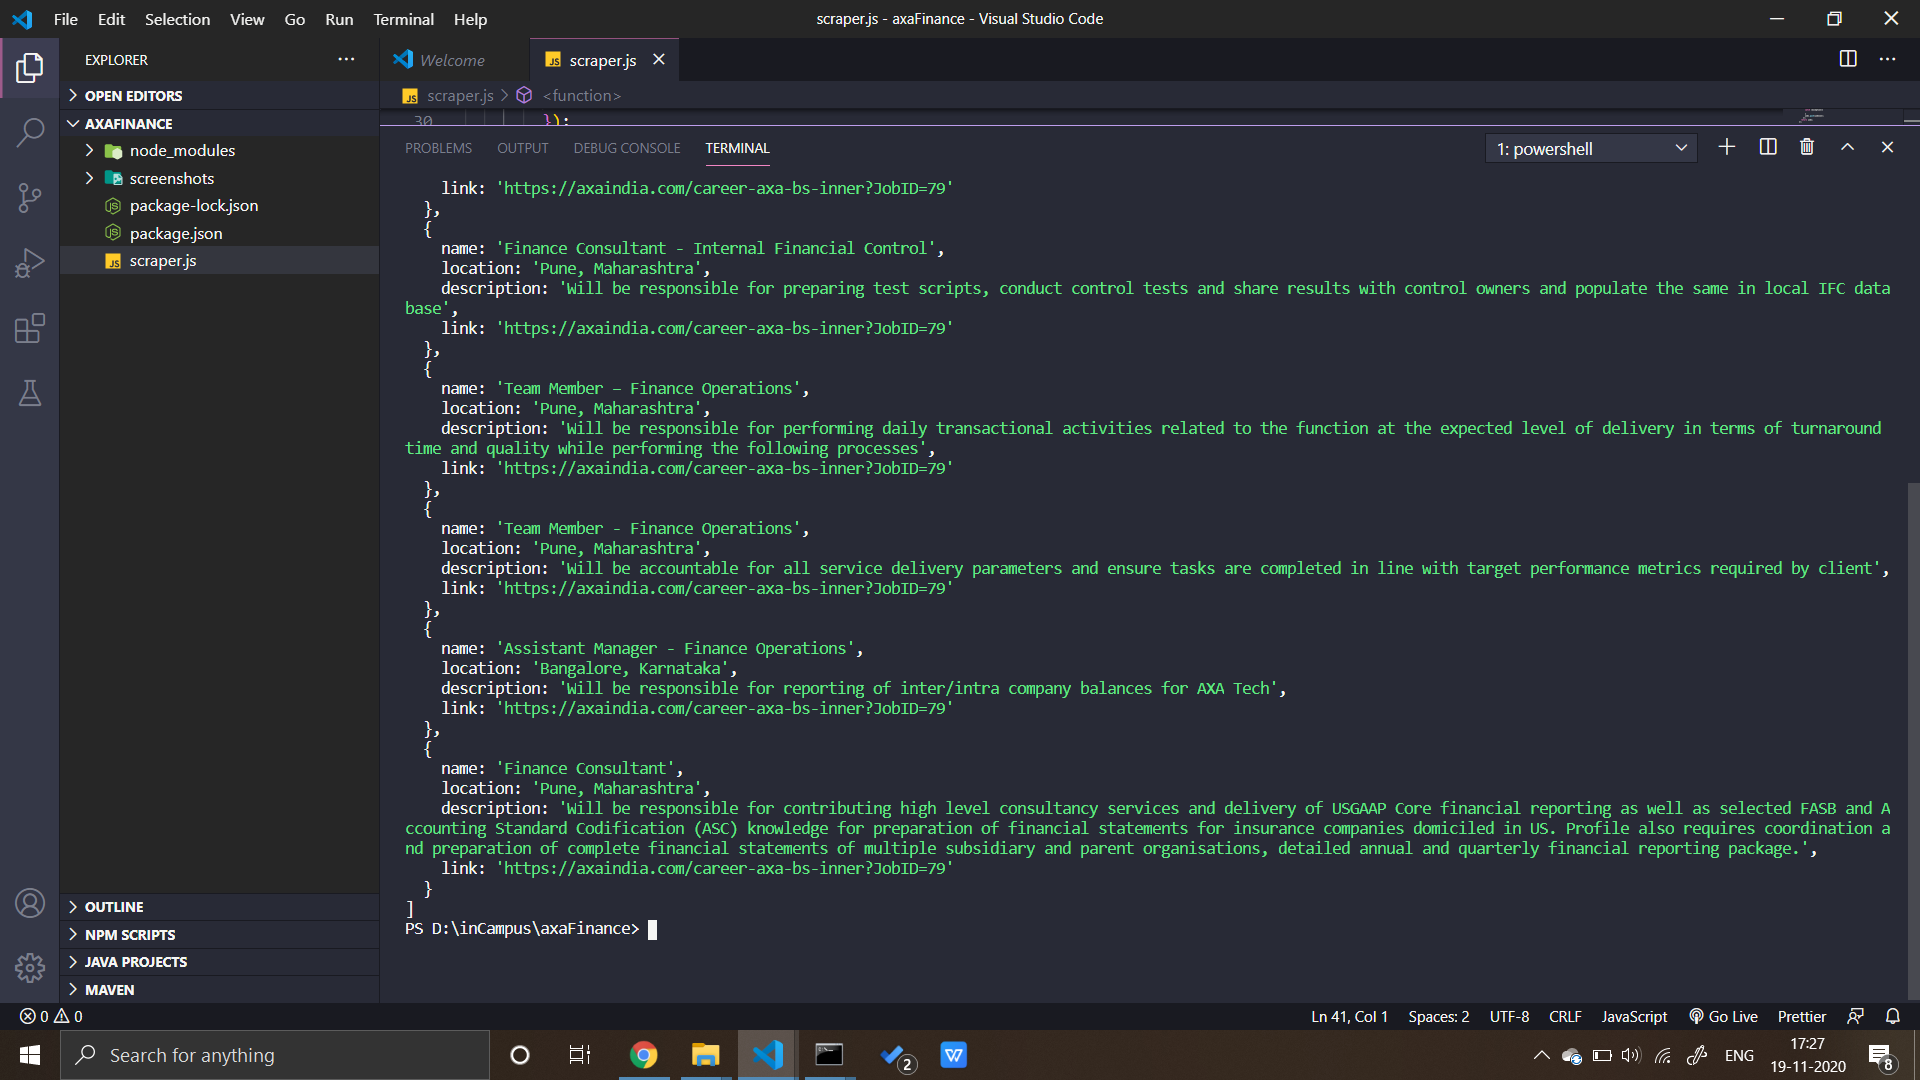 File Edit Selection View Go Run Terminal Help
scraper.js - axaFinance - Visual Studio Code
EXPLORER
Welcome
JS scraper.js
OPEN EDITORS
JS scraper.js > <function>
AXAFINANCE
30 });
node_modules
screenshots
package-lock.json
package.json
JS scraper.js
PROBLEMS OUTPUT DEBUG CONSOLE TERMINAL
1: powershell
link: 'https://axaindia.com/career-axa-bs-inner?JobID=79'
},
{
name: 'Finance Consultant - Internal Financial Control',
location: 'Pune, Maharashtra',
description: 'Will be responsible for preparing test scripts, conduct control tests and share results with control owners and populate the same in local IFC data
base',
link: 'https://axaindia.com/career-axa-bs-inner?JobID=79'
},
{
name: 'Team Member – Finance Operations',
location: 'Pune, Maharashtra',
description: 'Will be responsible for performing daily transactional activities related to the function at the expected level of delivery in terms of turnaround
time and quality while performing the following processes',
link: 'https://axaindia.com/career-axa-bs-inner?JobID=79'
},
{
name: 'Team Member - Finance Operations',
location: 'Pune, Maharashtra',
description: 'Will be accountable for all service delivery parameters and ensure tasks are completed in line with target performance metrics required by client',
link: 'https://axaindia.com/career-axa-bs-inner?JobID=79'
},
{
name: 'Assistant Manager - Finance Operations',
location: 'Bangalore, Karnataka',
description: 'Will be responsible for reporting of inter/intra company balances for AXA Tech',
link: 'https://axaindia.com/career-axa-bs-inner?JobID=79'
},
{
name: 'Finance Consultant',
location: 'Pune, Maharashtra',
description: 'Will be responsible for contributing high level consultancy services and delivery of USGAAP Core financial reporting as well as selected FASB and A
ccounting Standard Codification (ASC) knowledge for preparation of financial statements for insurance companies domiciled in US. Profile also requires coordination a
nd preparation of complete financial statements of multiple subsidiary and parent organisations, detailed annual and quarterly financial reporting package.',
link: 'https://axaindia.com/career-axa-bs-inner?JobID=79'
}
]
PS D:\inCampus\axaFinance>
OUTLINE
NPM SCRIPTS
JAVA PROJECTS
MAVEN
0 0
Ln 41, Col 1 Spaces: 2 UTF-8 CRLF JavaScript Go Live Prettier
Search for anything
2
W
ENG
17:27
19-11-2020
8